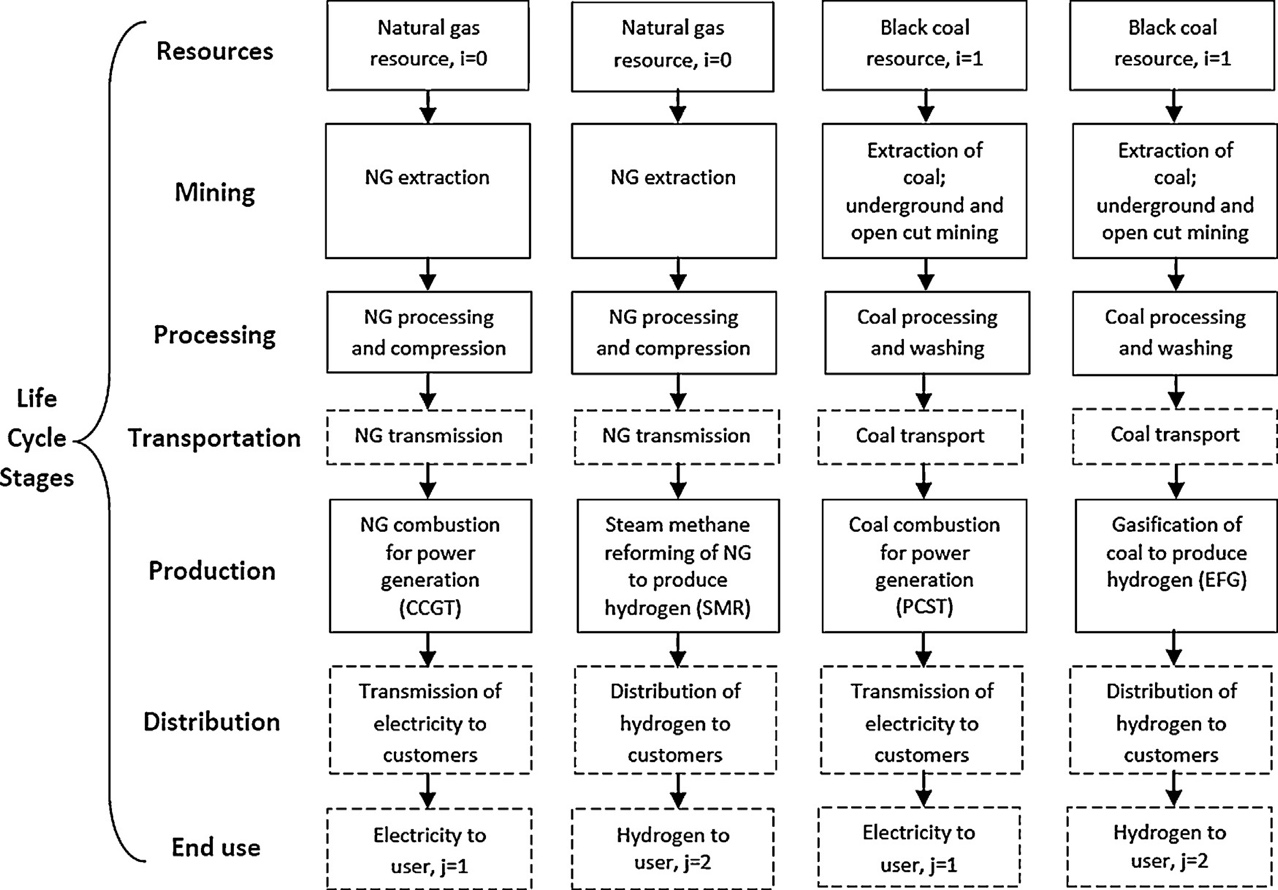 Resources
Natural gas
resource, i=0
Natural gas
resource, i=0
Black coal
resource, i=1
Black coal
resource, i=1
Mining
NG extraction
NG extraction
Extraction of
coal;
underground and
open cut mining
Extraction of
coal;
underground and
open cut mining
Processing
NG processing
and compression
NG processing
and compression
Coal processing
and washing
Coal processing
and washing
Life
Cycle
Stages
Transportation
NG transmission
NG transmission
Coal transport
Coal transport
Production
NG combustion
for power
generation
(CCGT)
Steam methane
reforming of NG
to produce
hydrogen (SMR)
Coal combustion
for power
generation
(PCST)
Gasification of
coal to produce
hydrogen (EFG)
Distribution
Transmission of
electricity to
customers
Distribution of
hydrogen to
customers
Transmission of
electricity to
customers
Distribution of
hydrogen to
customers
End use
Electricity to
user, j=1
Hydrogen to
user, j=2
Electricity to
user, j=1
Hydrogen to
user, j=2